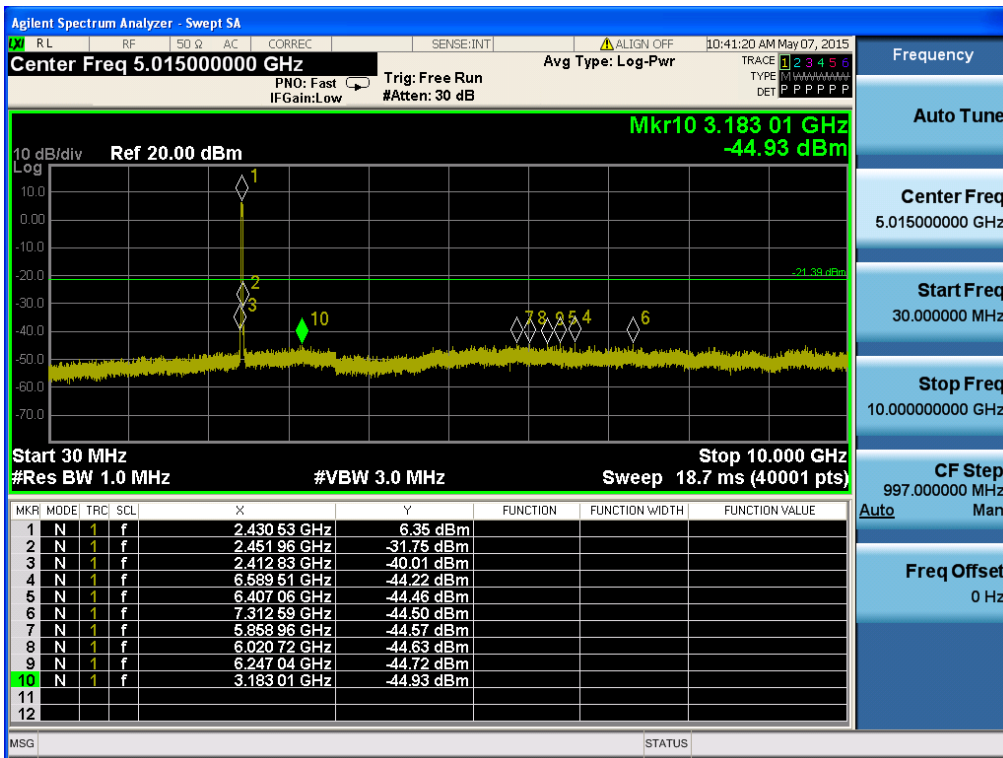 Agilent Spectrum Analyzer - Swept SA
LXI RL RF 50 Ω AC CORREC SENSE:INT ALIGN OFF 10:41:20 AM May 07, 2015
Center Freq 5.015000000 GHz
PNO: Fast
IFGain:Low
Trig: Free Run
#Atten: 30 dB
Avg Type: Log-Pwr
TRACE 1 2 3 4 5 6
TYPE M WWWWW
DET P P P P P P
Mkr10 3.183 01 GHz
-44.93 dBm
10 dB/div Ref 20.00 dBm
Log
10.0
0.00
-10.0
-20.0
-30.0
-40.0
-50.0
-60.0
-70.0
-21.39 dBm
1
2
3
10
7 8 9 5 4 6
Start 30 MHz Stop 10.000 GHz
#Res BW 1.0 MHz #VBW 3.0 MHz Sweep 18.7 ms (40001 pts)
MKR MODE TRC SCL X Y FUNCTION FUNCTION WIDTH FUNCTION VALUE
1 N 1 f 2.430 53 GHz 6.35 dBm
2 N 1 f 2.451 96 GHz -31.75 dBm
3 N 1 f 2.412 83 GHz -40.01 dBm
4 N 1 f 6.589 51 GHz -44.22 dBm
5 N 1 f 6.407 06 GHz -44.46 dBm
6 N 1 f 7.312 59 GHz -44.50 dBm
7 N 1 f 5.858 96 GHz -44.57 dBm
8 N 1 f 6.020 72 GHz -44.63 dBm
9 N 1 f 6.247 04 GHz -44.72 dBm
10 N 1 f 3.183 01 GHz -44.93 dBm
11
12
MSG STATUS
Frequency
Auto Tune
Center Freq
5.015000000 GHz
Start Freq
30.000000 MHz
Stop Freq
10.000000000 GHz
CF Step
997.000000 MHz
Auto Man
Freq Offset
0 Hz